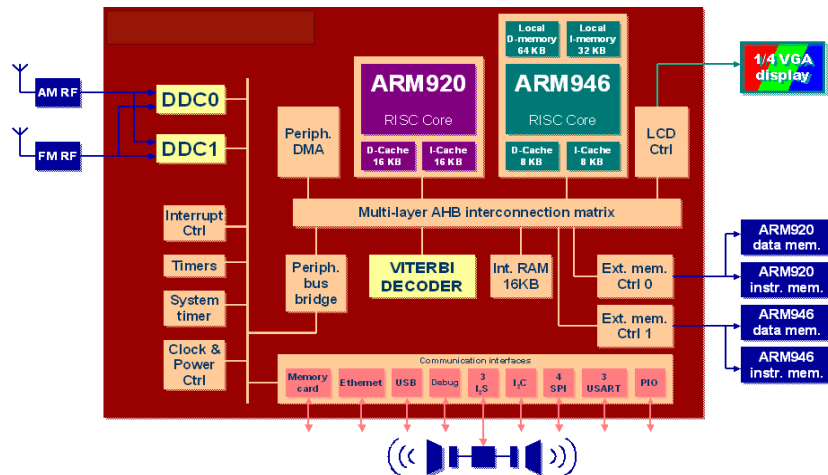 Local
D-memory
64 KB
Local
I-memory
32 KB
ARM920
RISC Core
ARM946
RISC Core
1/4 VGA
display
AM RF
DDC0
FM RF
DDC1
Periph.
DMA
D-Cache
16 KB
I-Cache
16 KB
D-Cache
8 KB
I-Cache
8 KB
LCD
Ctrl
Multi-layer AHB interconnection matrix
Interrupt
Ctrl
Timers
System
timer
Clock &
Power
Ctrl
Periph.
bus
bridge
VITERBI
DECODER
Int. RAM
16KB
Ext. mem.
Ctrl 0
Ext. mem.
Ctrl 1
ARM920
data mem.
ARM920
instr. mem.
ARM946
data mem.
ARM946
instr. mem.
Communication interfaces
Memory
card
Ethernet
USB
Debug
3
I2S
I2C
4
SPI
3
USART
PIO